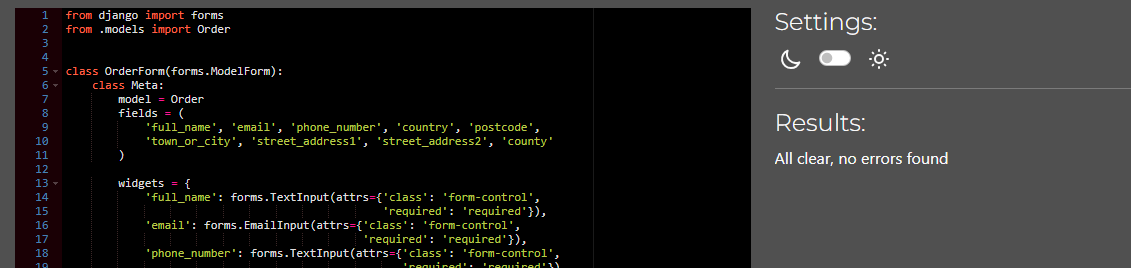 1 from django import forms
2 from .models import Order
3
4
5 class OrderForm(forms.ModelForm):
6     class Meta:
7         model = Order
8         fields = (
9             'full_name', 'email', 'phone_number', 'country', 'postcode',
10             'town_or_city', 'street_address1', 'street_address2', 'county'
11         )
12
13         widgets = {
14             'full_name': forms.TextInput(attrs={'class': 'form-control',
15                                                 'required': 'required'}),
16             'email': forms.EmailInput(attrs={'class': 'form-control',
17                                              'required': 'required'}),
18             'phone_number': forms.TextInput(attrs={'class': 'form-control',
19                                                    'required': 'required'})
Settings:
Results:
All clear, no errors found